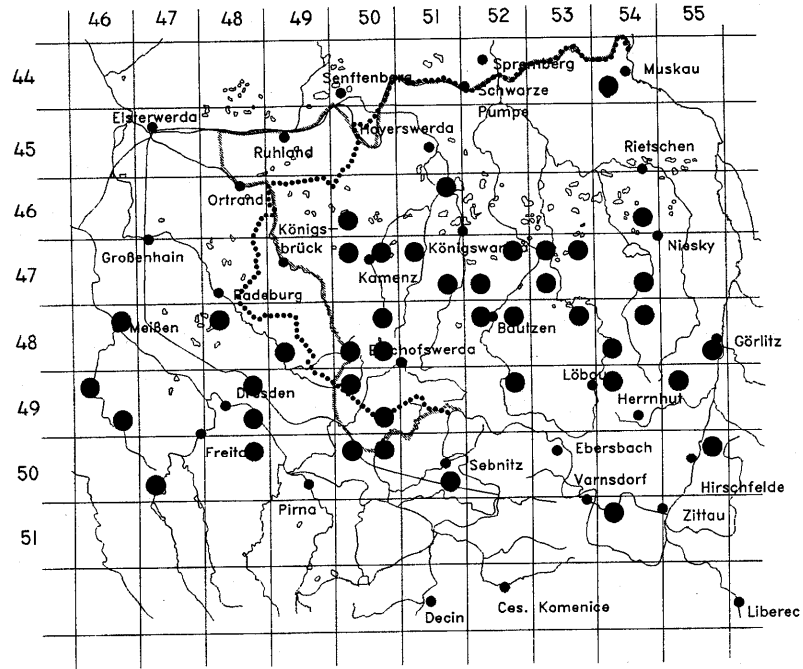 46 47 48 49 50 51 52 53 54 55
44
Spremberg
Muskau
Senftenberg
Schwarze
Pumpe
Elsterwerda
Hoyerswerda
45
Ruhland
Rietschen
Ortrand
46
Königs-
brück
Königswartha
Niesky
Großenhain
47
Kamenz
Radeburg
Meißen
Bautzen
48
Bischofswerda
Görlitz
Löbau
Dresden
Herrnhut
49
Freital
Ebersbach
Sebnitz
50
Varnsdorf
Hirschfelde
Pirna
Zittau
51
Decin
Ces. Komenice
Liberec